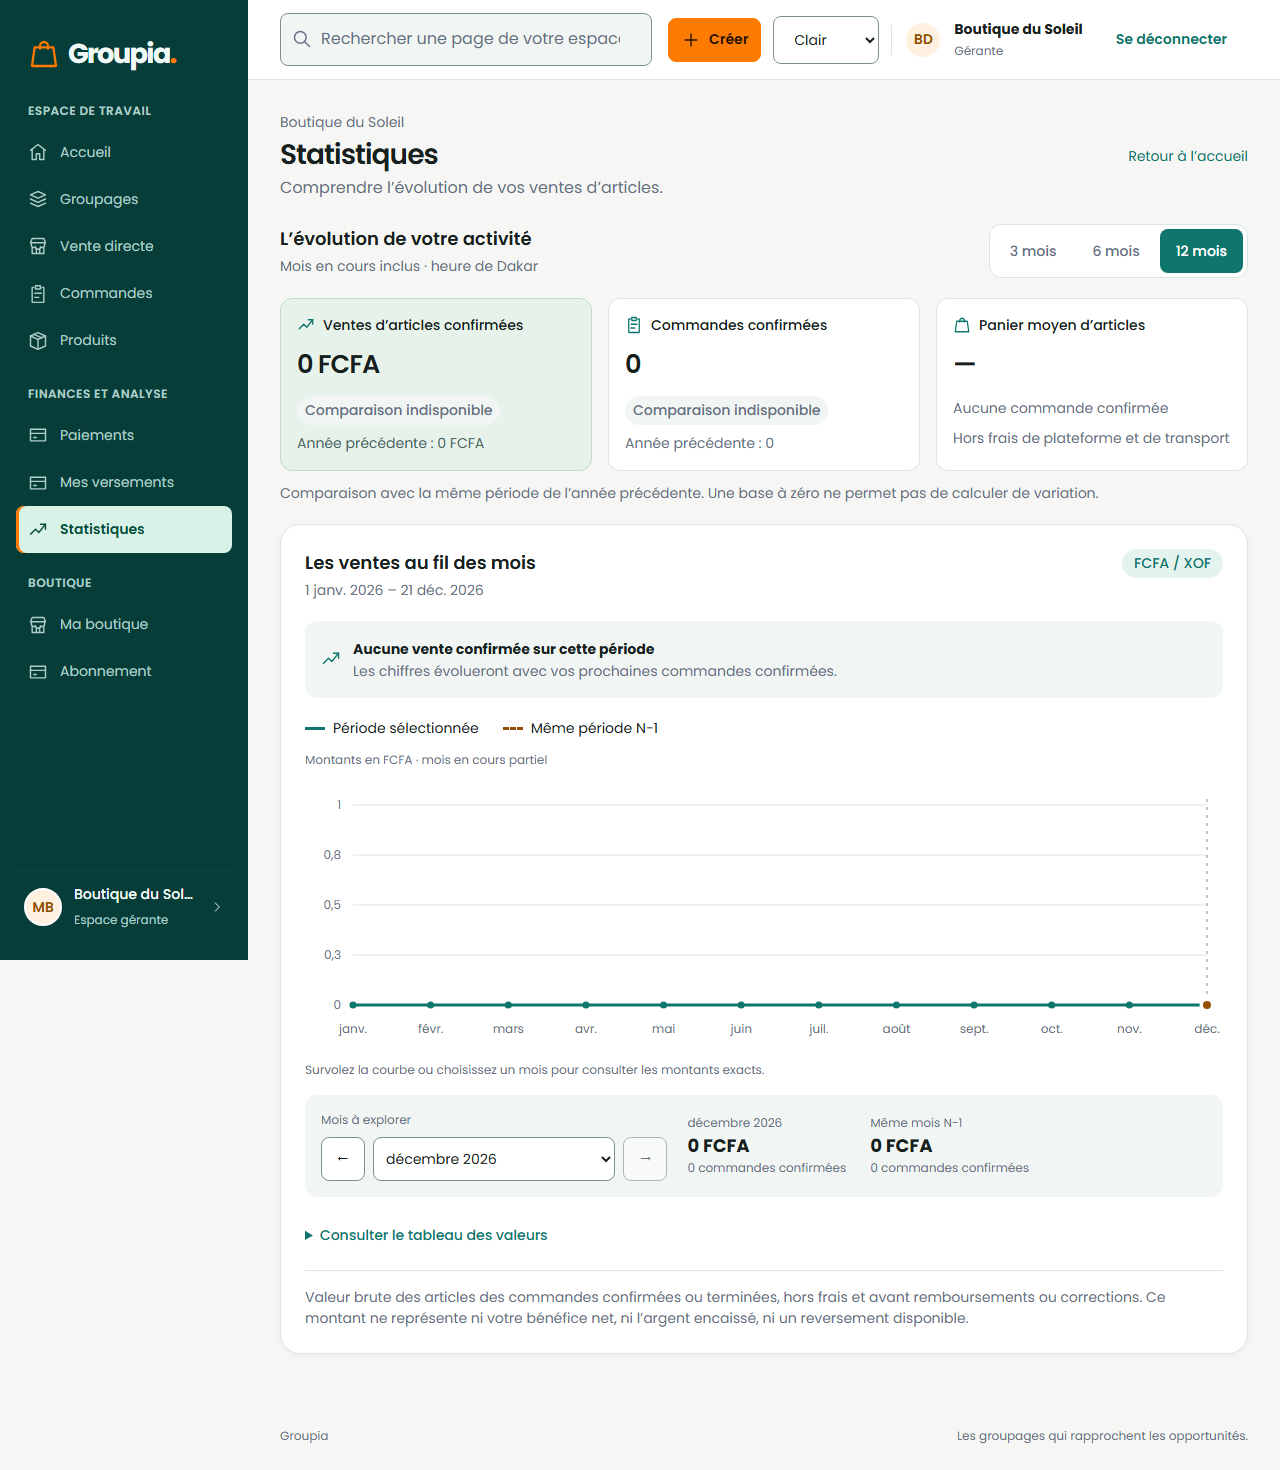 Groupia.
ESPACE DE TRAVAIL
Accueil
Groupages
Vente directe
Commandes
Produits
FINANCES ET ANALYSE
Paiements
Mes versements
Statistiques
BOUTIQUE
Ma boutique
Abonnement
MB
Boutique du Sol...
Espace gérante
Rechercher une page de votre espac
Créer
Clair
BD
Boutique du Soleil
Gérante
Se déconnecter
Boutique du Soleil
Statistiques
Comprendre l’évolution de vos ventes d’articles.
Retour à l’accueil
L’évolution de votre activité
Mois en cours inclus · heure de Dakar
3 mois
6 mois
12 mois
Ventes d’articles confirmées
0 FCFA
Comparaison indisponible
Année précédente : 0 FCFA
Commandes confirmées
0
Comparaison indisponible
Année précédente : 0
Panier moyen d’articles
—
Aucune commande confirmée
Hors frais de plateforme et de transport
Comparaison avec la même période de l’année précédente. Une base à zéro ne permet pas de calculer de variation.
Les ventes au fil des mois
1 janv. 2026 – 21 déc. 2026
FCFA / XOF
Aucune vente confirmée sur cette période
Les chiffres évolueront avec vos prochaines commandes confirmées.
Période sélectionnée
Même période N-1
Montants en FCFA · mois en cours partiel
1
0,8
0,5
0,3
0
janv. févr. mars avr. mai juin juil. août sept. oct. nov. déc.
Survolez la courbe ou choisissez un mois pour consulter les montants exacts.
Mois à explorer
←
décembre 2026
→
décembre 2026
0 FCFA
0 commandes confirmées
Même mois N-1
0 FCFA
0 commandes confirmées
Consulter le tableau des valeurs
Valeur brute des articles des commandes confirmées ou terminées, hors frais et avant remboursements ou corrections. Ce
montant ne représente ni votre bénéfice net, ni l’argent encaissé, ni un reversement disponible.
Groupia
Les groupages qui rapprochent les opportunités.